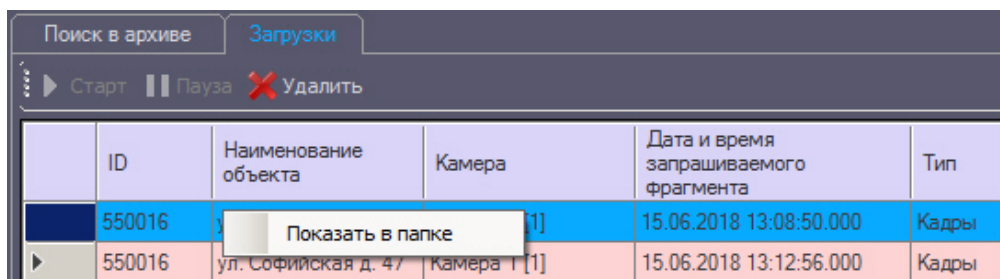 Поиск в архиве Загрузки
Старт Пауза Удалить
ID Наименование объекта Камера Дата и время запрашиваемого фрагмента Тип
550016 [1] 15.06.2018 13:08:50.000 Кадры
Показать в папке
550016 ул. Софийская д. 47 Камера 1 [1] 15.06.2018 13:12:56.000 Кадры